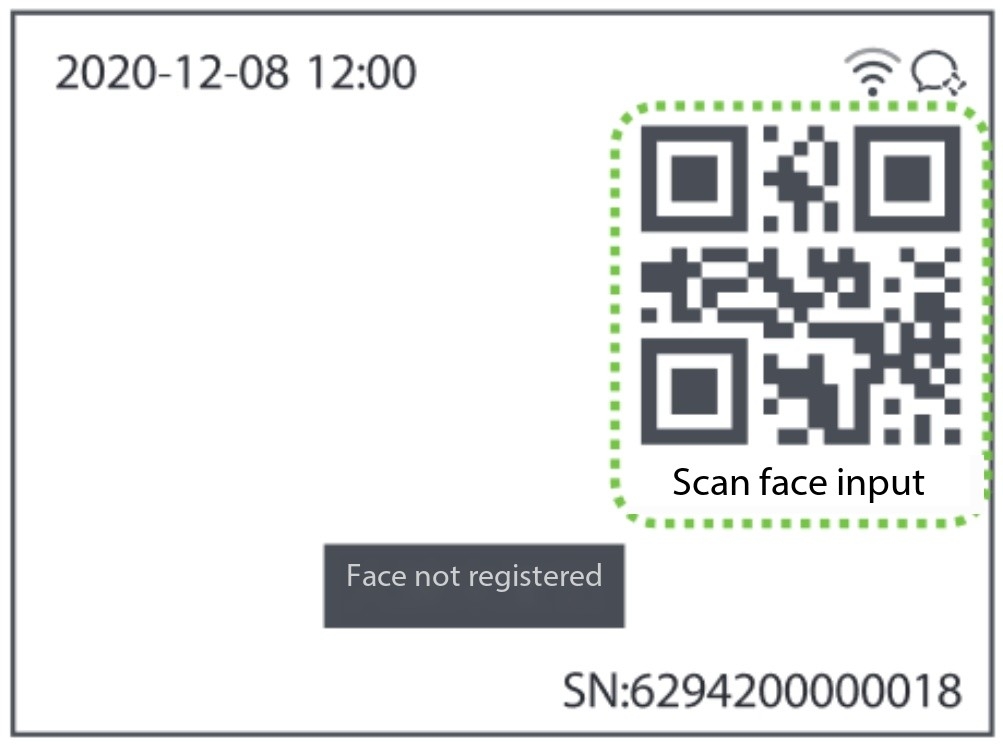 2020-12-08 12:00
Scan face input
Face not registered
SN:6294200000018